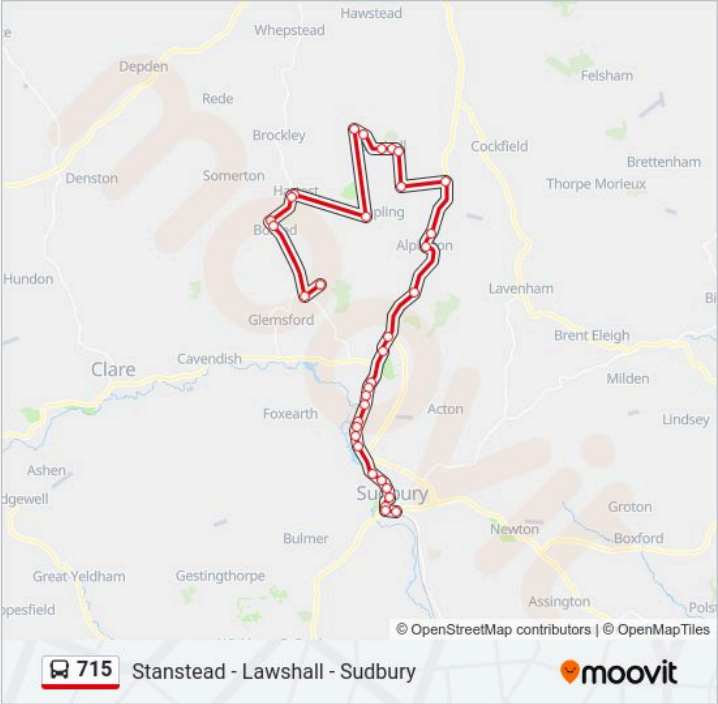 Hawstead
Whepstead
Depden
Felsham
Rede
Brockley
Cockfield
Brettenham
Denston
Somerton
Thorpe Morieux
Hundon
Lavenham
Glemsford
Brent Eleigh
Cavendish
Clare
Milden
Foxearth
Acton
Lindsey
Ashen
Sudbury
Groton
Newton
Boxford
Bulmer
Great Yeldham
Gestingthorpe
Assington
© OpenStreetMap contributors | © OpenMapTiles
715
Stanstead - Lawshall - Sudbury
moovit